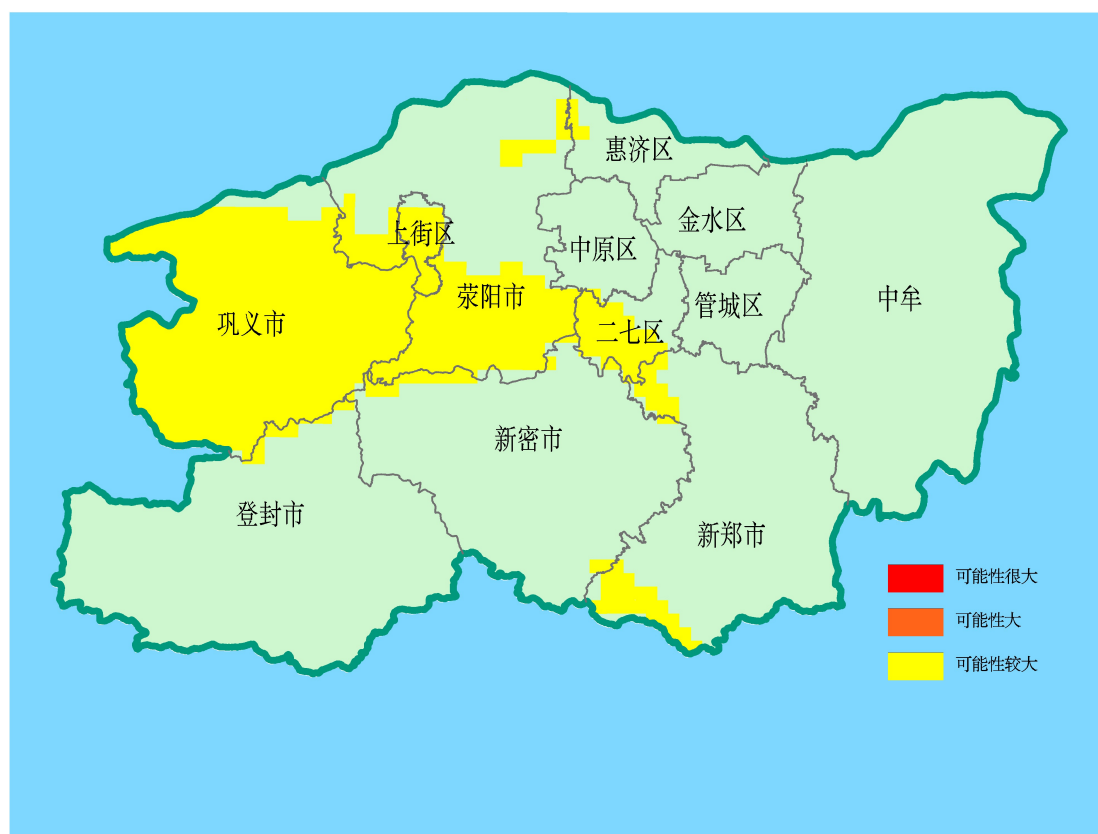 惠济区
金水区
上街区
中原区
荥阳市
管城区
中牟
巩义市
二七区
新密市
登封市
新郑市
可能性很大
可能性大
可能性较大